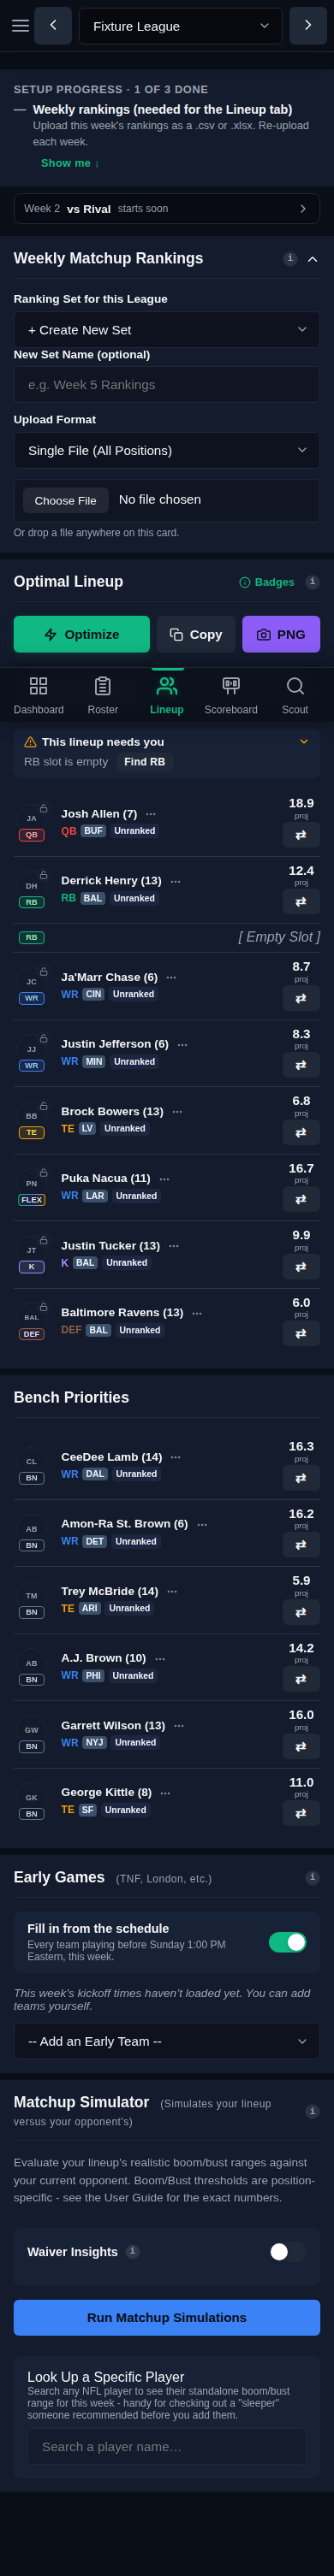 Fixture League
SETUP PROGRESS · 1 OF 3 DONE
— Weekly rankings (needed for the Lineup tab)
Upload this week's rankings as a .csv or .xlsx. Re-upload
each week.
Show me ↓
Week 2 vs Rival starts soon
Weekly Matchup Rankings i
Ranking Set for this League
+ Create New Set
New Set Name (optional)
e.g. Week 5 Rankings
Upload Format
Single File (All Positions)
Choose File No file chosen
Or drop a file anywhere on this card.
Optimal Lineup Badges i
Optimize Copy PNG
Dashboard Roster Lineup Scoreboard Scout
This lineup needs you
RB slot is empty Find RB
JA Josh Allen (7) ··· 18.9
proj
QB QB BUF Unranked ⇄
DH Derrick Henry (13) ··· 12.4
proj
RB RB BAL Unranked ⇄
RB [ Empty Slot ]
JC Ja'Marr Chase (6) ··· 8.7
proj
WR WR CIN Unranked ⇄
JJ Justin Jefferson (6) ··· 8.3
proj
WR WR MIN Unranked ⇄
BB Brock Bowers (13) ··· 6.8
proj
TE TE LV Unranked ⇄
PN Puka Nacua (11) ··· 16.7
proj
FLEX WR LAR Unranked ⇄
JT Justin Tucker (13) ··· 9.9
proj
K K BAL Unranked ⇄
BAL Baltimore Ravens (13) ··· 6.0
proj
DEF DEF BAL Unranked ⇄
Bench Priorities
CL CeeDee Lamb (14) ··· 16.3
proj
BN WR DAL Unranked ⇄
AB Amon-Ra St. Brown (6) ··· 16.2
proj
BN WR DET Unranked ⇄
TM Trey McBride (14) ··· 5.9
proj
BN TE ARI Unranked ⇄
AB A.J. Brown (10) ··· 14.2
proj
BN WR PHI Unranked ⇄
GW Garrett Wilson (13) ··· 16.0
proj
BN WR NYJ Unranked ⇄
GK George Kittle (8) ··· 11.0
proj
BN TE SF Unranked ⇄
Early Games (TNF, London, etc.) i
Fill in from the schedule
Every team playing before Sunday 1:00 PM
Eastern, this week.
This week's kickoff times haven't loaded yet. You can add
teams yourself.
-- Add an Early Team --
Matchup Simulator (Simulates your lineup
versus your opponent's) i
Evaluate your lineup's realistic boom/bust ranges against
your current opponent. Boom/Bust thresholds are position-
specific - see the User Guide for the exact numbers.
Waiver Insights i
Run Matchup Simulations
Look Up a Specific Player
Search any NFL player to see their standalone boom/bust
range for this week - handy for checking out a "sleeper"
someone recommended before you add them.
Search a player name…